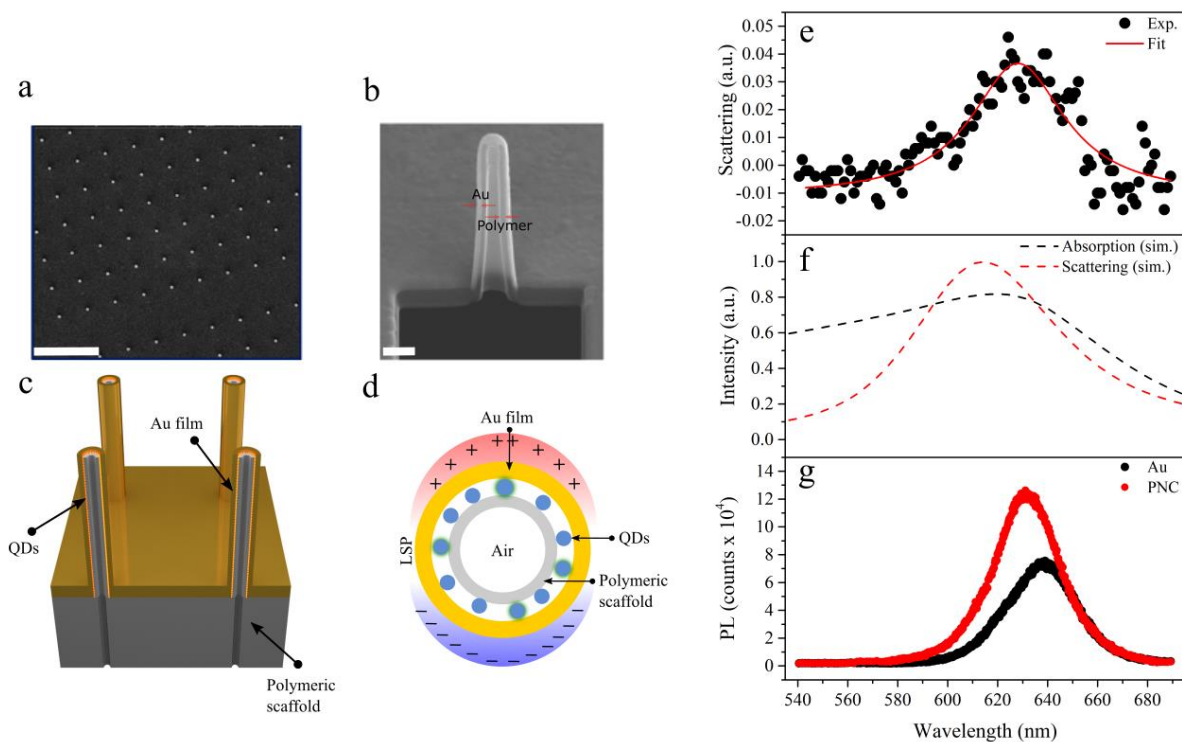 a
b
Au
Polymer
c
Au film
QDs
Polymeric
scaffold
d
Au film
+ + + + + + + +
LSP
Air
QDs
Polymeric
scaffold
e
Exp.
Fit
Scattering (a.u.)
0.05
0.04
0.03
0.02
0.01
0.00
-0.01
-0.02
f
Absorption (sim.)
Scattering (sim.)
Intensity (a.u.)
1.0
0.8
0.6
0.4
0.2
0.0
g
Au
PNC
PL (counts x 10⁴)
14
12
10
8
6
4
2
0
540 560 580 600 620 640 660 680
Wavelength (nm)